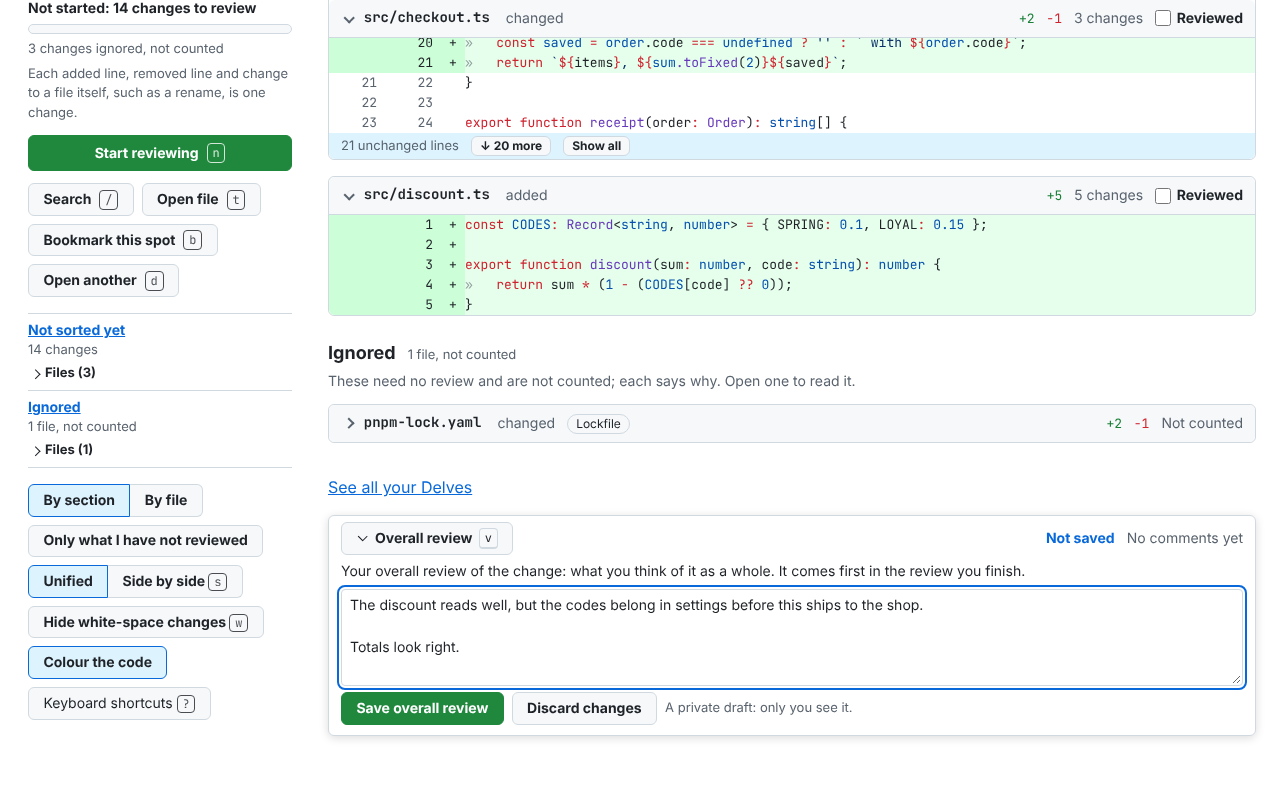 Not started: 14 changes to review
3 changes ignored, not counted
Each added line, removed line and change
to a file itself, such as a rename, is one
change.
Start reviewing n
Search / Open file t
Bookmark this spot b
Open another d
Not sorted yet
14 changes
Files (3)
Ignored
1 file, not counted
Files (1)
By section By file
Only what I have not reviewed
Unified Side by side s
Hide white-space changes w
Colour the code
Keyboard shortcuts ?
src/checkout.ts changed +2 -1 3 changes Reviewed
20 + » const saved = order.code === undefined ? '' : ` with ${order.code}`;
21 + » return `${items}, ${sum.toFixed(2)}${saved}`;
21 22 }
22 23
23 24 export function receipt(order: Order): string[] {
21 unchanged lines ↓ 20 more Show all
src/discount.ts added +5 5 changes Reviewed
1 + const CODES: Record<string, number> = { SPRING: 0.1, LOYAL: 0.15 };
2 +
3 + export function discount(sum: number, code: string): number {
4 + » return sum * (1 - (CODES[code] ?? 0));
5 + }
Ignored 1 file, not counted
These need no review and are not counted; each says why. Open one to read it.
pnpm-lock.yaml changed Lockfile +2 -1 Not counted
See all your Delves
Overall review v Not saved No comments yet
Your overall review of the change: what you think of it as a whole. It comes first in the review you finish.
The discount reads well, but the codes belong in settings before this ships to the shop.
Totals look right.
Save overall review Discard changes A private draft: only you see it.